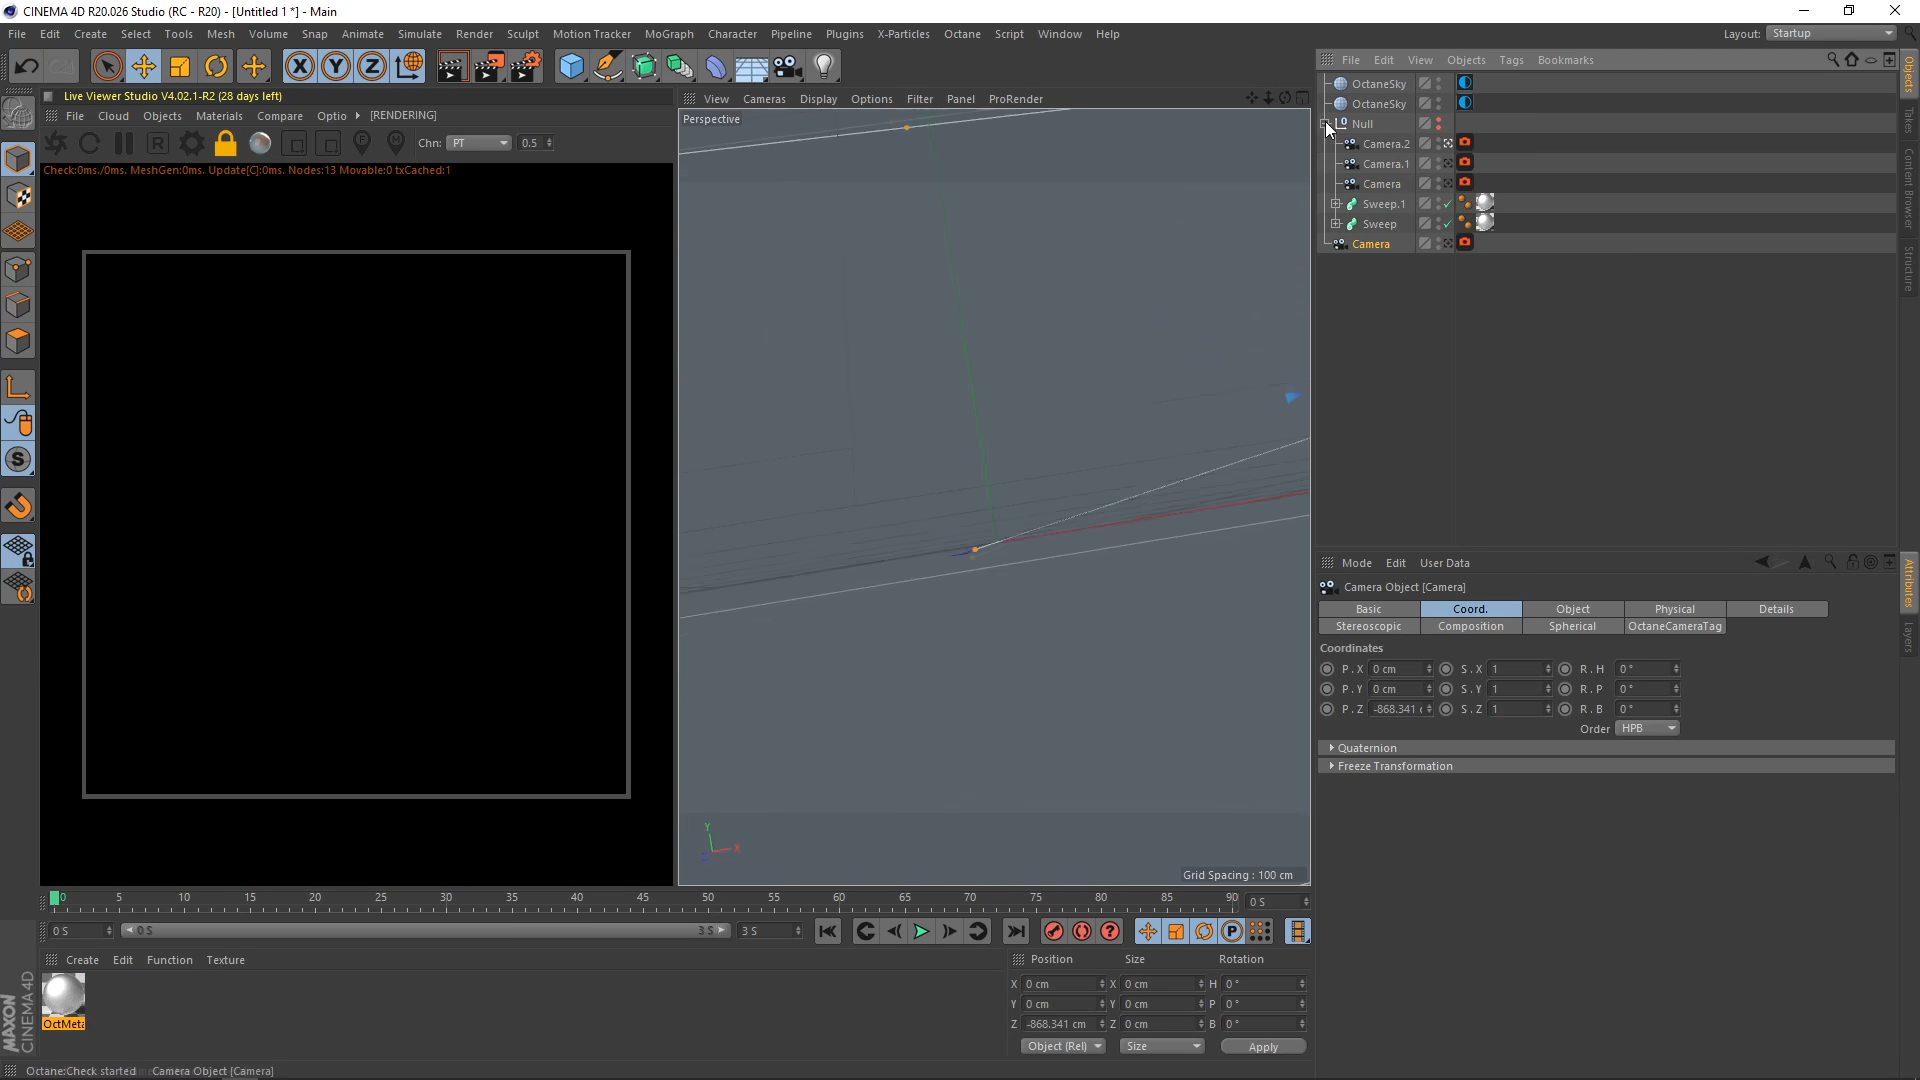 CINEMA 4D R20.026 Studio (RC - R20) - [Untitled 1 *] - Main
File Edit Create Select Tools Mesh Volume Snap Animate Simulate Render Sculpt Motion Tracker MoGraph Character Pipeline Plugins X-Particles Octane Script Window Help
Layout: Startup
Live Viewer Studio V4.02.1-R2 (28 days left)
File Cloud Objects Materials Compare Optio [RENDERING]
Chn: PT 0.5
Check:0ms./0ms. MeshGen:0ms. Update[C]:0ms. Nodes:13 Movable:0 txCached:1
View Cameras Display Options Filter Panel ProRender
Perspective
Y
X
Z
Grid Spacing : 100 cm
File Edit View Objects Tags Bookmarks
OctaneSky
OctaneSky
Null
Camera.2
Camera.1
Camera
Sweep.1
Sweep
Camera
Objects
Takes
Content Browser
Structure
Mode Edit User Data
Camera Object [Camera]
Basic Coord. Object Physical Details
Stereoscopic Composition Spherical OctaneCameraTag
Coordinates
P . X 0 cm S . X 1 R . H 0 °
P . Y 0 cm S . Y 1 R . P 0 °
P . Z -868.341 c S . Z 1 R . B 0 °
Order HPB
Quaternion
Freeze Transformation
Attributes
Layers
0 5 10 15 20 25 30 35 40 45 50 55 60 65 70 75 80 85 90 0 S
0 S 0 S 3 S 3 S
Create Edit Function Texture
OctMeta
Position Size Rotation
X 0 cm X 0 cm H 0 °
Y 0 cm Y 0 cm P 0 °
Z -868.341 cm Z 0 cm B 0 °
Object (Rel) Size Apply
MAXON
CINEMA 4D
Octane:Check started Camera Object [Camera]